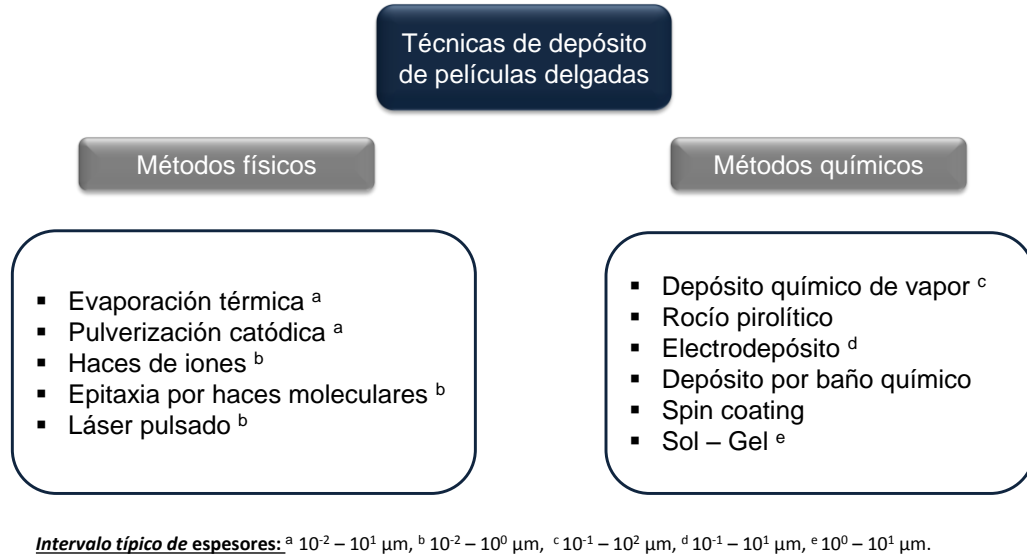 Técnicas de depósito
de películas delgadas
Métodos físicos
Métodos químicos
▪ Evaporación térmica ᵃ
▪ Pulverización catódica ᵃ
▪ Haces de iones ᵇ
▪ Epitaxia por haces moleculares ᵇ
▪ Láser pulsado ᵇ
▪ Depósito químico de vapor ᶜ
▪ Rocío pirolítico
▪ Electrodepósito ᵈ
▪ Depósito por baño químico
▪ Spin coating
▪ Sol – Gel ᵉ
Intervalo típico de espesores: ᵃ 10⁻² – 10¹ μm, ᵇ 10⁻² – 10⁰ μm, ᶜ 10⁻¹ – 10² μm, ᵈ 10⁻¹ – 10¹ μm, ᵉ 10⁰ – 10¹ μm.